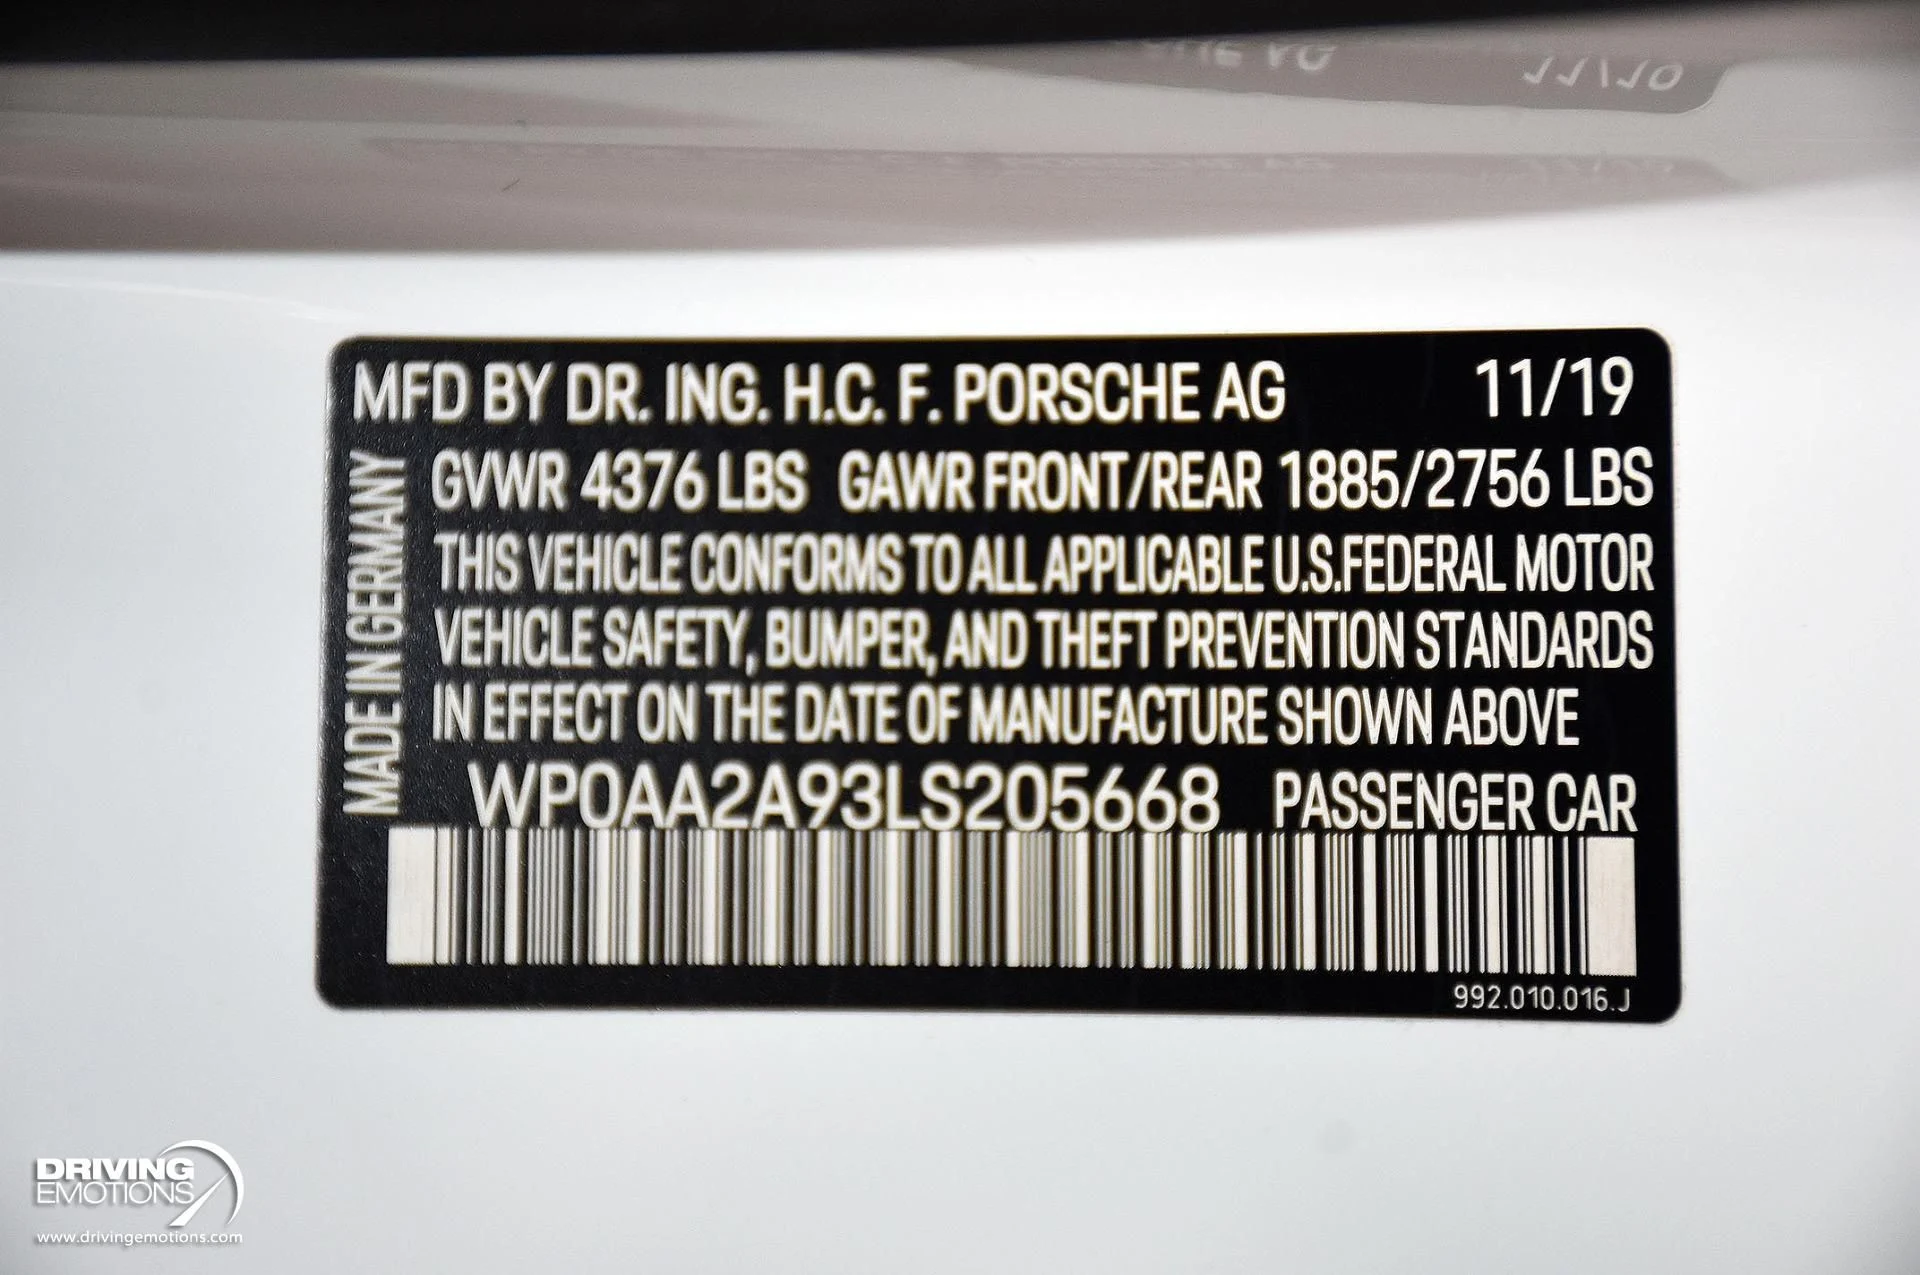 MFD BY DR. ING. H.C. F. PORSCHE AG 11/19
GVWR 4376 LBS GAWR FRONT/REAR 1885/2756 LBS
THIS VEHICLE CONFORMS TO ALL APPLICABLE U.S.FEDERAL MOTOR
VEHICLE SAFETY, BUMPER, AND THEFT PREVENTION STANDARDS
IN EFFECT ON THE DATE OF MANUFACTURE SHOWN ABOVE
WP0AA2A93LS205668 PASSENGER CAR
992.010.016.J
MADE IN GERMANY
DRIVING
EMOTIONS
www.drivingemotions.com